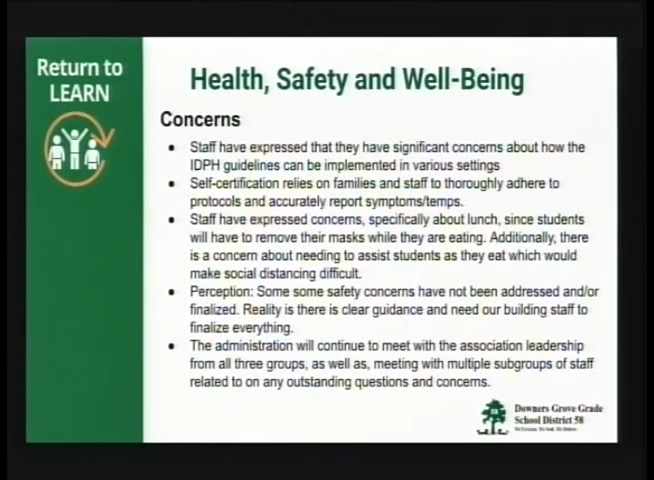 Return to
LEARN
Health, Safety and Well-Being
Concerns
● Staff have expressed that they have significant concerns about how the
IDPH guidelines can be implemented in various settings
● Self-certification relies on families and staff to thoroughly adhere to
protocols and accurately report symptoms/temps.
● Staff have expressed concerns, specifically about lunch, since students
will have to remove their masks while they are eating. Additionally, there
is a concern about needing to assist students as they eat which would
make social distancing difficult.
● Perception: Some some safety concerns have not been addressed and/or
finalized. Reality is there is clear guidance and need our building staff to
finalize everything.
● The administration will continue to meet with the association leadership
from all three groups, as well as, meeting with multiple subgroups of staff
related to on any outstanding questions and concerns.
Downers Grove Grade
School District 58